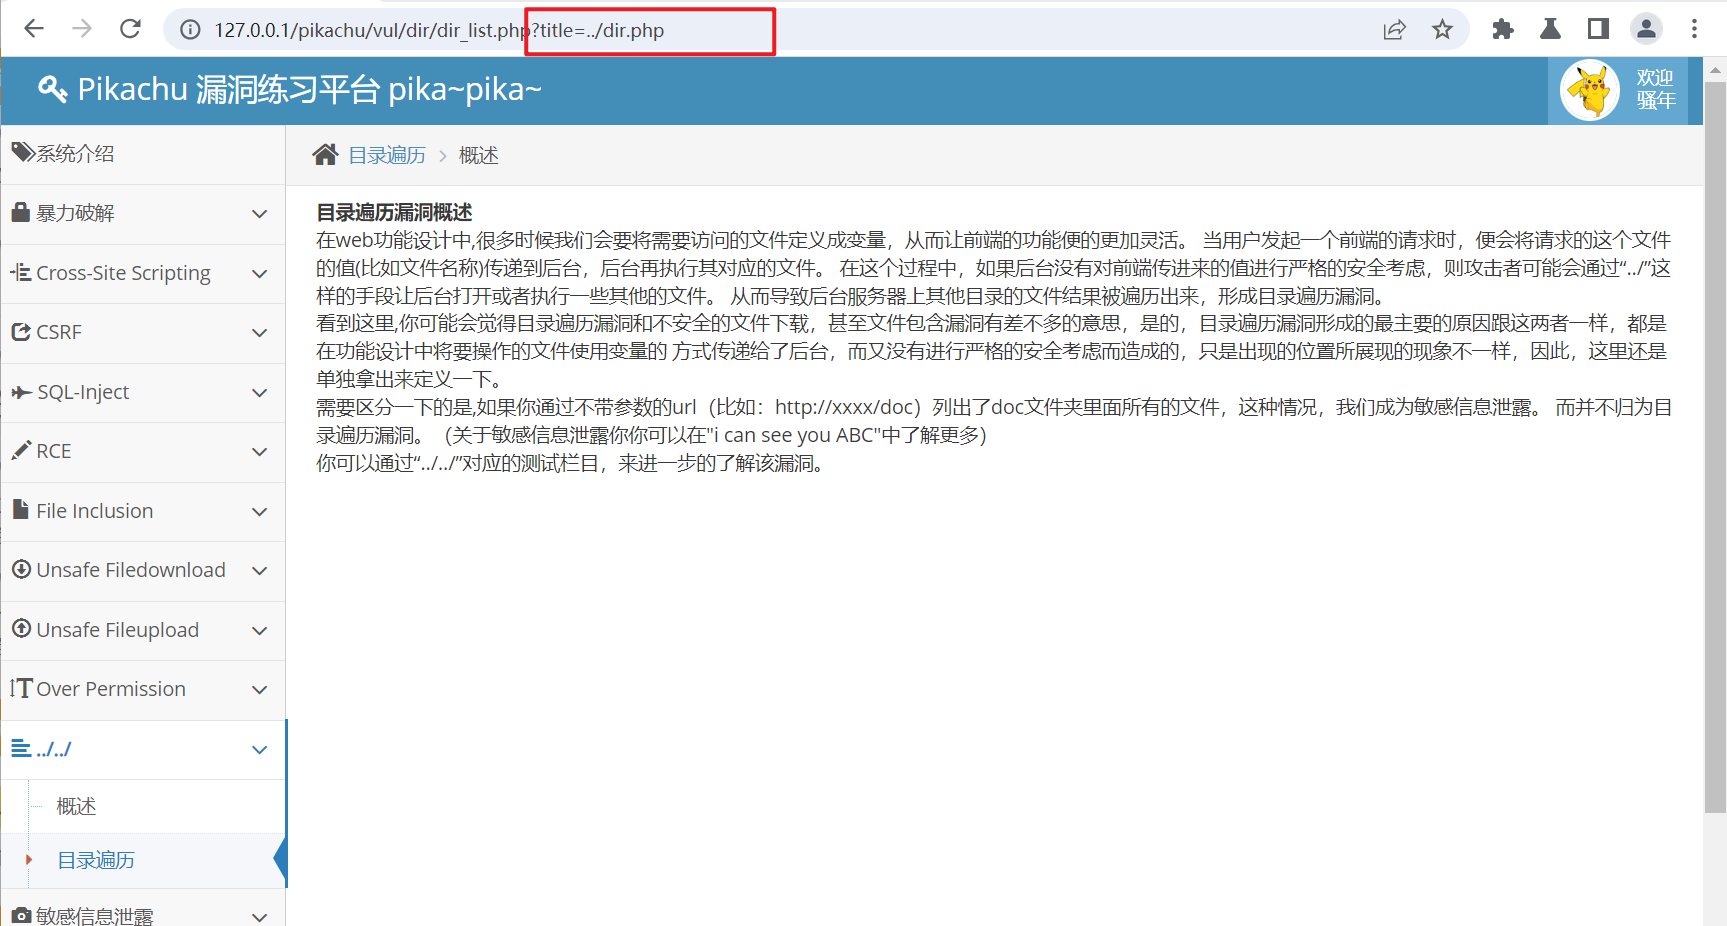 127.0.0.1/pikachu/vul/dir/dir_list.php?title=../dir.php
Pikachu 漏洞练习平台 pika~pika~
欢迎
骚年
系统介绍
暴力破解
Cross-Site Scripting
CSRF
SQL-Inject
RCE
File Inclusion
Unsafe Filedownload
Unsafe Fileupload
Over Permission
../../
概述
目录遍历
敏感信息泄露
目录遍历 > 概述
目录遍历漏洞概述
在web功能设计中,很多时候我们会要将需要访问的文件定义成变量，从而让前端的功能便的更加灵活。 当用户发起一个前端的请求时，便会将请求的这个文件
的值(比如文件名称)传递到后台，后台再执行其对应的文件。 在这个过程中，如果后台没有对前端传进来的值进行严格的安全考虑，则攻击者可能会通过“../”这
样的手段让后台打开或者执行一些其他的文件。 从而导致后台服务器上其他目录的文件结果被遍历出来，形成目录遍历漏洞。
看到这里,你可能会觉得目录遍历漏洞和不安全的文件下载，甚至文件包含漏洞有差不多的意思，是的，目录遍历漏洞形成的最主要的原因跟这两者一样，都是
在功能设计中将要操作的文件使用变量的 方式传递给了后台，而又没有进行严格的安全考虑而造成的，只是出现的位置所展现的现象不一样，因此，这里还是
单独拿出来定义一下。
需要区分一下的是,如果你通过不带参数的url（比如：http://xxxx/doc）列出了doc文件夹里面所有的文件，这种情况，我们成为敏感信息泄露。 而并不归为目
录遍历漏洞。（关于敏感信息泄露你你可以在"i can see you ABC"中了解更多）
你可以通过“../../”对应的测试栏目，来进一步的了解该漏洞。